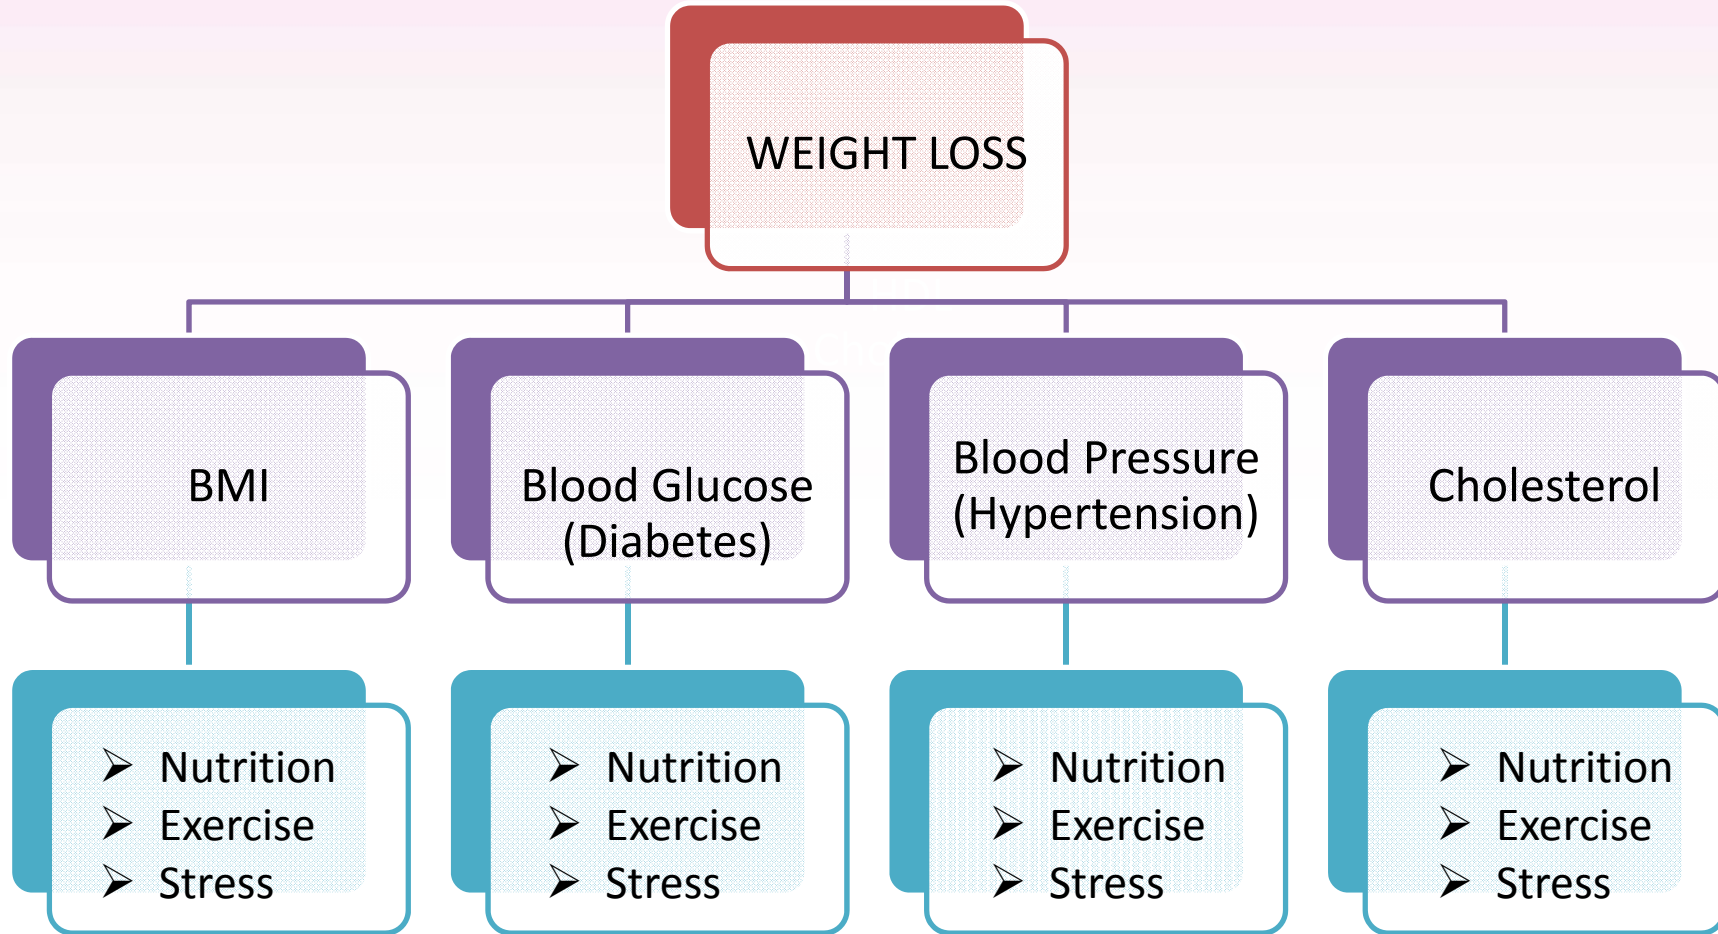 WEIGHT LOSS
BMI
Blood Glucose
(Diabetes)
Blood Pressure
(Hypertension)
Cholesterol
➢ Nutrition
➢ Exercise
➢ Stress
➢ Nutrition
➢ Exercise
➢ Stress
➢ Nutrition
➢ Exercise
➢ Stress
➢ Nutrition
➢ Exercise
➢ Stress